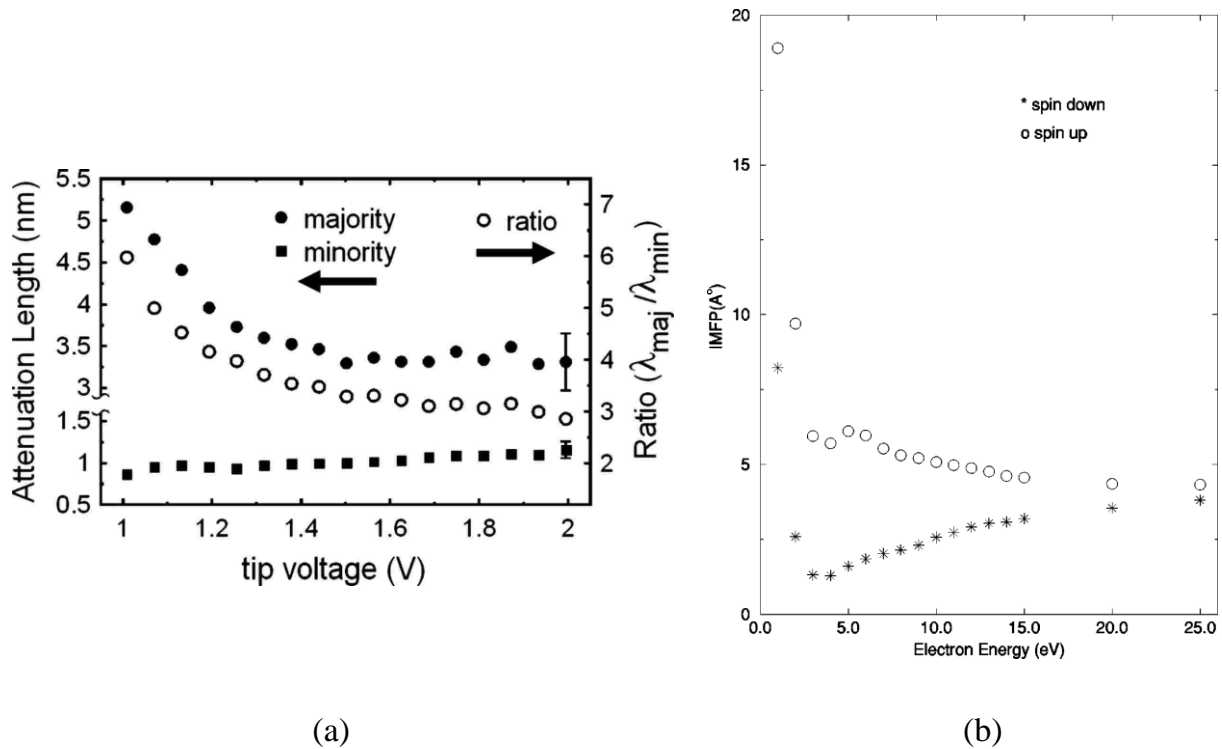 5.5
5
4.5
4
3.5
3
1.5
1
0.5
Attenuation Length (nm)
majority
minority
ratio
7
6
5
4
3
2
Ratio (λmaj/λmin)
1 1.2 1.4 1.6 1.8 2
tip voltage (V)
(a)
20
15
10
5
0
IMFP(A°)
* spin down
o spin up
0.0 5.0 10.0 15.0 20.0 25.0
Electron Energy (eV)
(b)